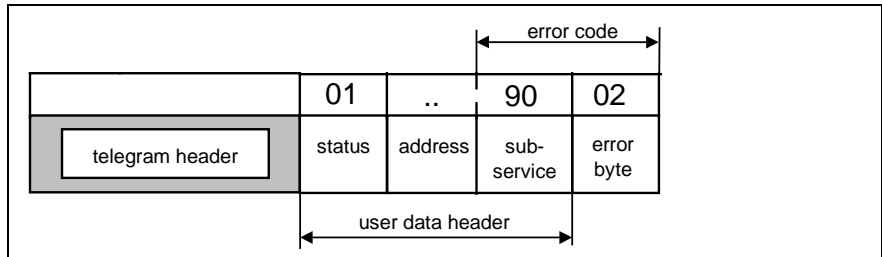 error code
01 .. 90 02
telegram header status address sub-
service error
byte
user data header